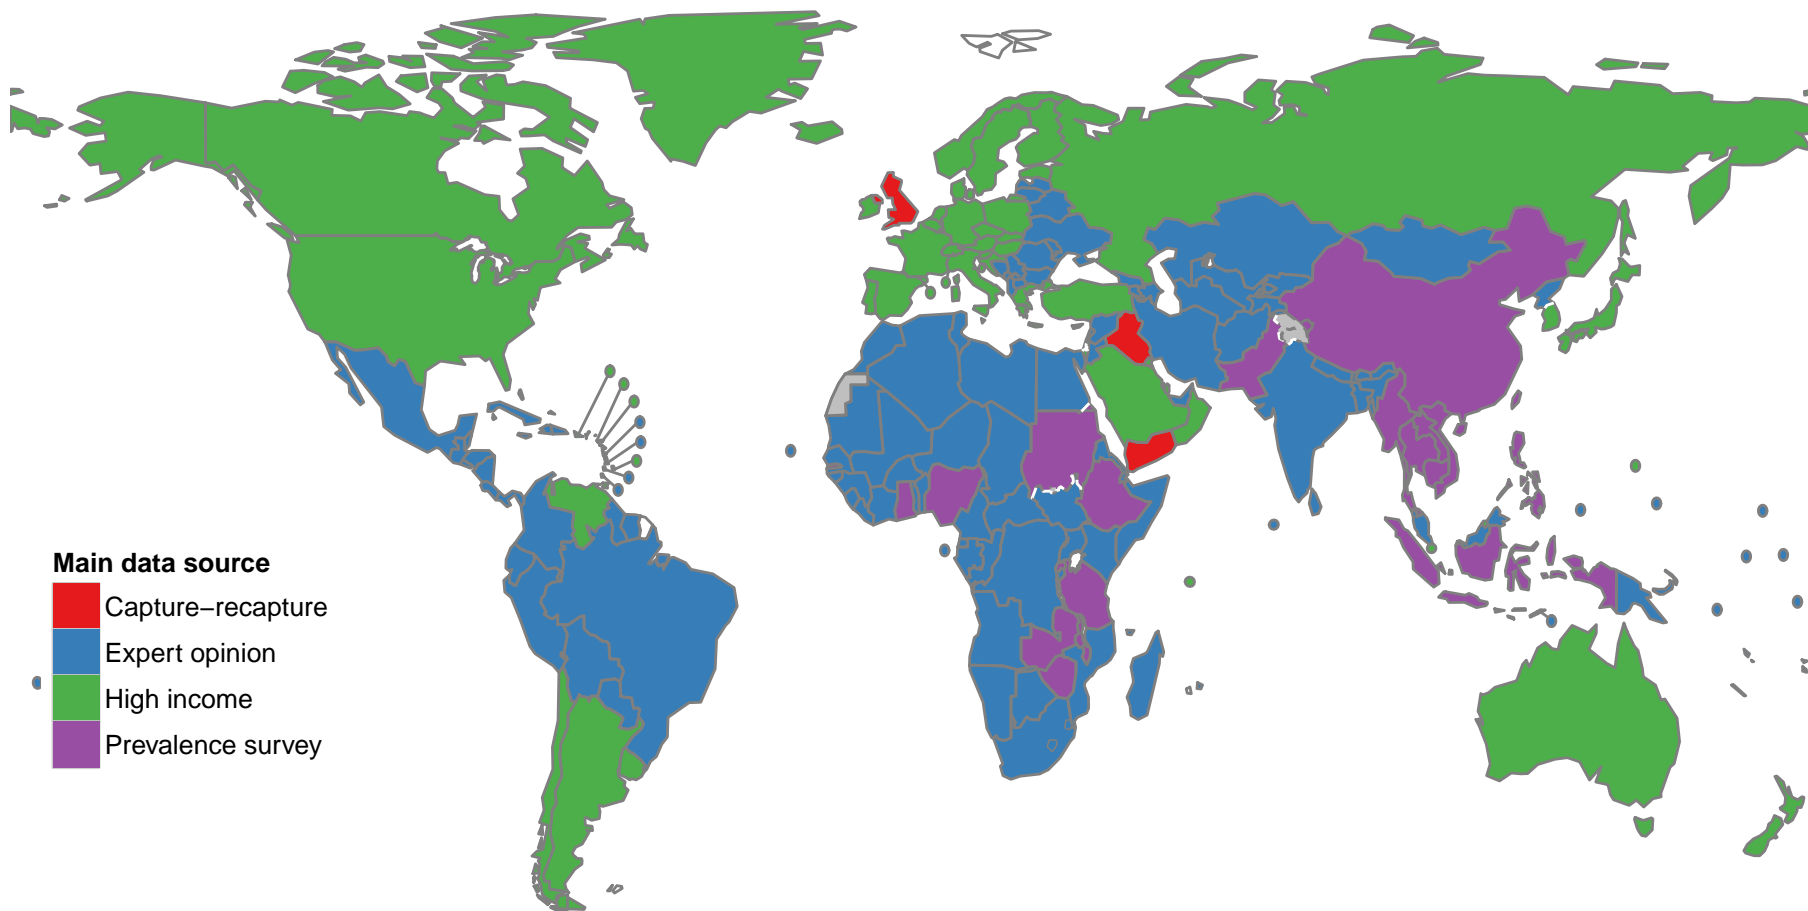 Main data source
Capture−recapture
Expert opinion
High income
Prevalence survey